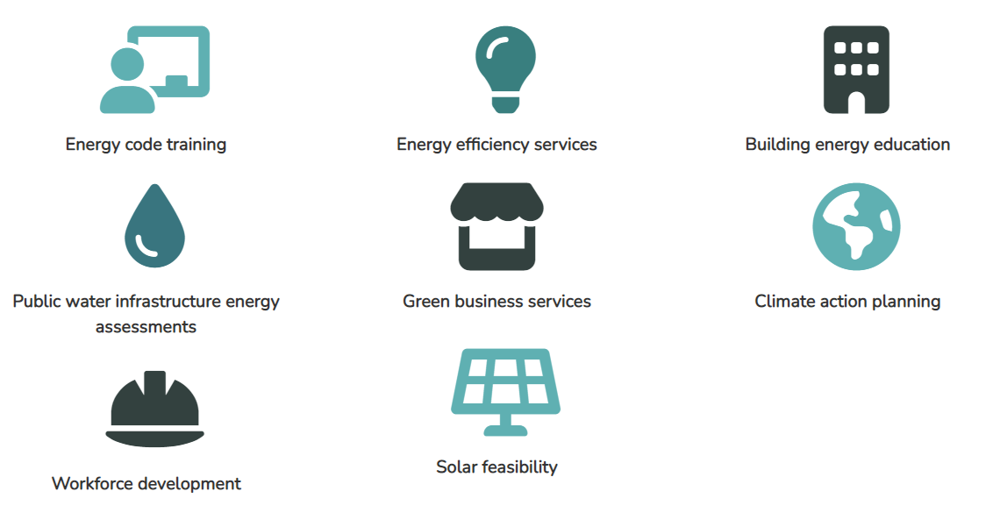 Energy code training
Energy efficiency services
Building energy education
Public water infrastructure energy
assessments
Green business services
Climate action planning
Workforce development
Solar feasibility